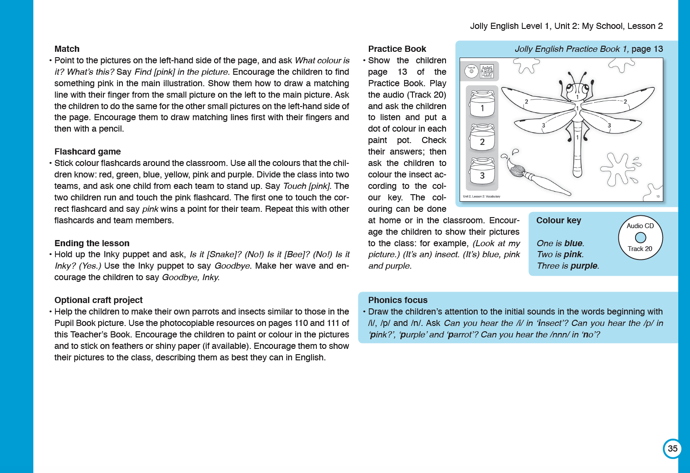 Jolly English Level 1, Unit 2: My School, Lesson 2
Match
• Point to the pictures on the left-hand side of the page, and ask What colour is
it? What's this? Say Find [pink] in the picture. Encourage the children to find
something pink in the main illustration. Show them how to draw a matching
line with their finger from the small picture on the left to the main picture. Ask
the children to do the same for the other small pictures on the left-hand side of
the page. Encourage them to draw matching lines first with their fingers and
then with a pencil.
Flashcard game
• Stick colour flashcards around the classroom. Use all the colours that the chil-
dren know: red, green, blue, yellow, pink and purple. Divide the class into two
teams, and ask one child from each team to stand up. Say Touch [pink]. The
two children run and touch the pink flashcard. The first one to touch the cor-
rect flashcard and say pink wins a point for their team. Repeat this with other
flashcards and team members.
Ending the lesson
• Hold up the Inky puppet and ask, Is it [Snake]? (No!) Is it [Bee]? (No!) Is it
Inky? (Yes.) Use the Inky puppet to say Goodbye. Make her wave and en-
courage the children to say Goodbye, Inky.
Optional craft project
• Help the children to make their own parrots and insects similar to those in the
Pupil Book picture. Use the photocopiable resources on pages 110 and 111 of
this Teacher's Book. Encourage the children to paint or colour in the pictures
and to stick on feathers or shiny paper (if available). Encourage them to show
their pictures to the class, describing them as best they can in English.
Practice Book
• Show the children
page 13 of the
Practice Book. Play
the audio (Track 20)
and ask the children
to listen and put a
dot of colour in each
paint pot. Check
their answers; then
ask the children to
colour the insect ac-
cording to the col-
our key. The col-
ouring can be done
at home or in the classroom. Encour-
age the children to show their pictures
to the class: for example, (Look at my
picture.) (It's an) insect. (It's) blue, pink
and purple.
Jolly English Practice Book 1, page 13
1
2
3
1
2
2
3
3
1
Colour key
One is blue.
Two is pink.
Three is purple.
Audio CD
Track 20
Phonics focus
• Draw the children's attention to the initial sounds in the words beginning with
/i/, /p/ and /n/. Ask Can you hear the /i/ in 'insect'? Can you hear the /p/ in
'pink?', 'purple' and 'parrot'? Can you hear the /nnn/ in 'no'?
35